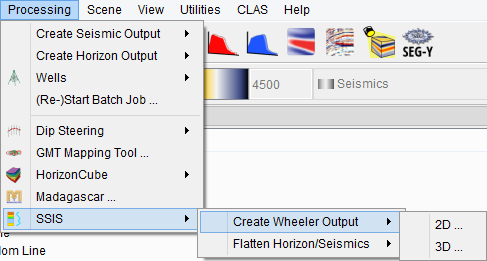 Processing Scene View Utilities CLAS Help
Create Seismic Output
Create Horizon Output
Wells
(Re-)Start Batch Job ...
SEG-Y
4500
Seismics
Dip Steering
GMT Mapping Tool ...
HorizonCube
Madagascar ...
SSIS
Create Wheeler Output
Flatten Horizon/Seismics
2D ...
3D ...
dom Line